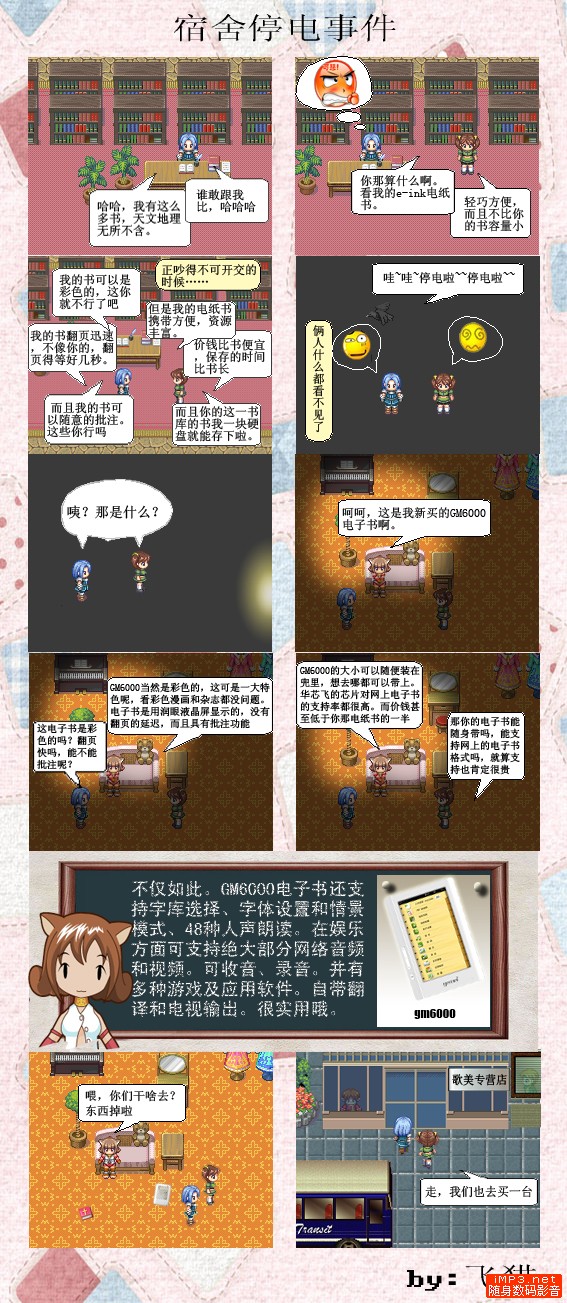 宿舍停电事件
哈哈，我有这么
多书，天文地理
无所不含。
谁敢跟我
比，哈哈哈
你那算什么啊。
看我的e-ink电纸
书。
轻巧方便，
而且不比你
的书容量小
正吵得不可开交的
时候……
我的书可以是
彩色的，这你
就不行了吧
但是我的电纸书
携带方便，资源
丰富。
我的书翻页迅速
，不像你的，翻
页得等好几秒。
价钱比书便宜
，保存的时间
比书长
而且我的书可
以随意的批注。
这些你行吗
而且你的这一书
库的书我一块硬
盘就能存下啦。
哇~哇~停电啦~~停电啦~~
俩人什么都看不见了
咦？那是什么？
呵呵，这是我新买的GM6000
电子书啊。
这电子书是彩
色的吗？翻页
快吗，能不能
批注呢？
GM6000当然是彩色的，这可是一大特
色呢，看彩色漫画和杂志都没问题。
电子书是用润眼液晶屏显示的，没有
翻页的延迟，而且具有批注功能
那你的电子书能
随身带吗，能支
持网上的电子书
格式吗，就算支
持也肯定很贵
GM6000的大小可以随便装在
兜里，想去哪都可以带上。
华芯飞的芯片对网上电子书
的支持率都很高。而价钱甚
至低于你那电纸书的一半
不仅如此。GM6000电子书还支
持字库选择、字体设置和情景
模式、48种人声朗读。在娱乐
方面可支持绝大部分网络音频
和视频。可收音、录音。并有
多种游戏及应用软件。自带翻
译和电视输出。很实用哦。
gm6000
喂，你们干啥去？
东西掉啦
歌美专营店
走，我们也去买一台
Transit
by：飞猫
iMP3.net
随身数码影音